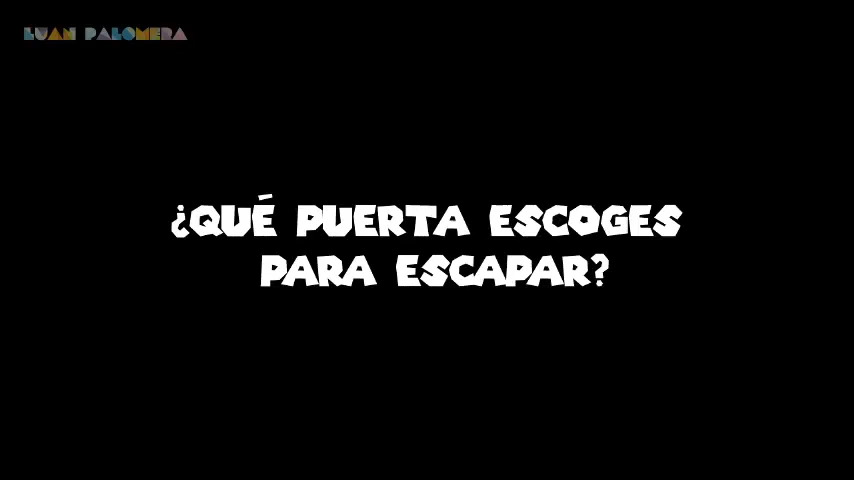 LUAN PALOMERA
¿QUÉ PUERTA ESCOGES
PARA ESCAPAR?